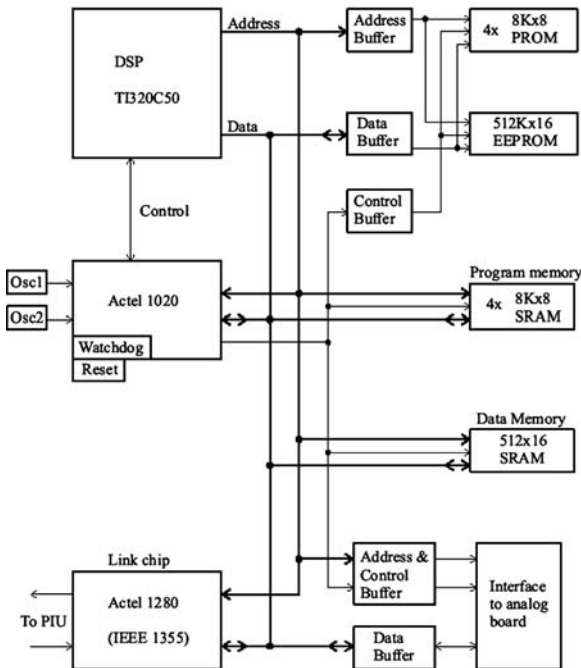 Address
DSP
TI320C50
Data
Address
Buffer
8Kx8
4x
PROM
Data
Buffer
512Kx16
EEPROM
Control
Control
Buffer
Osc1
Osc2
Actel 1020
Watchdog
Reset
Program memory
8Kx8
4x
SRAM
Data Memory
512x16
SRAM
Link chip
Actel 1280
(IEEE 1355)
To PIU
Address &
Control
Buffer
Data
Buffer
Interface
to analog
board